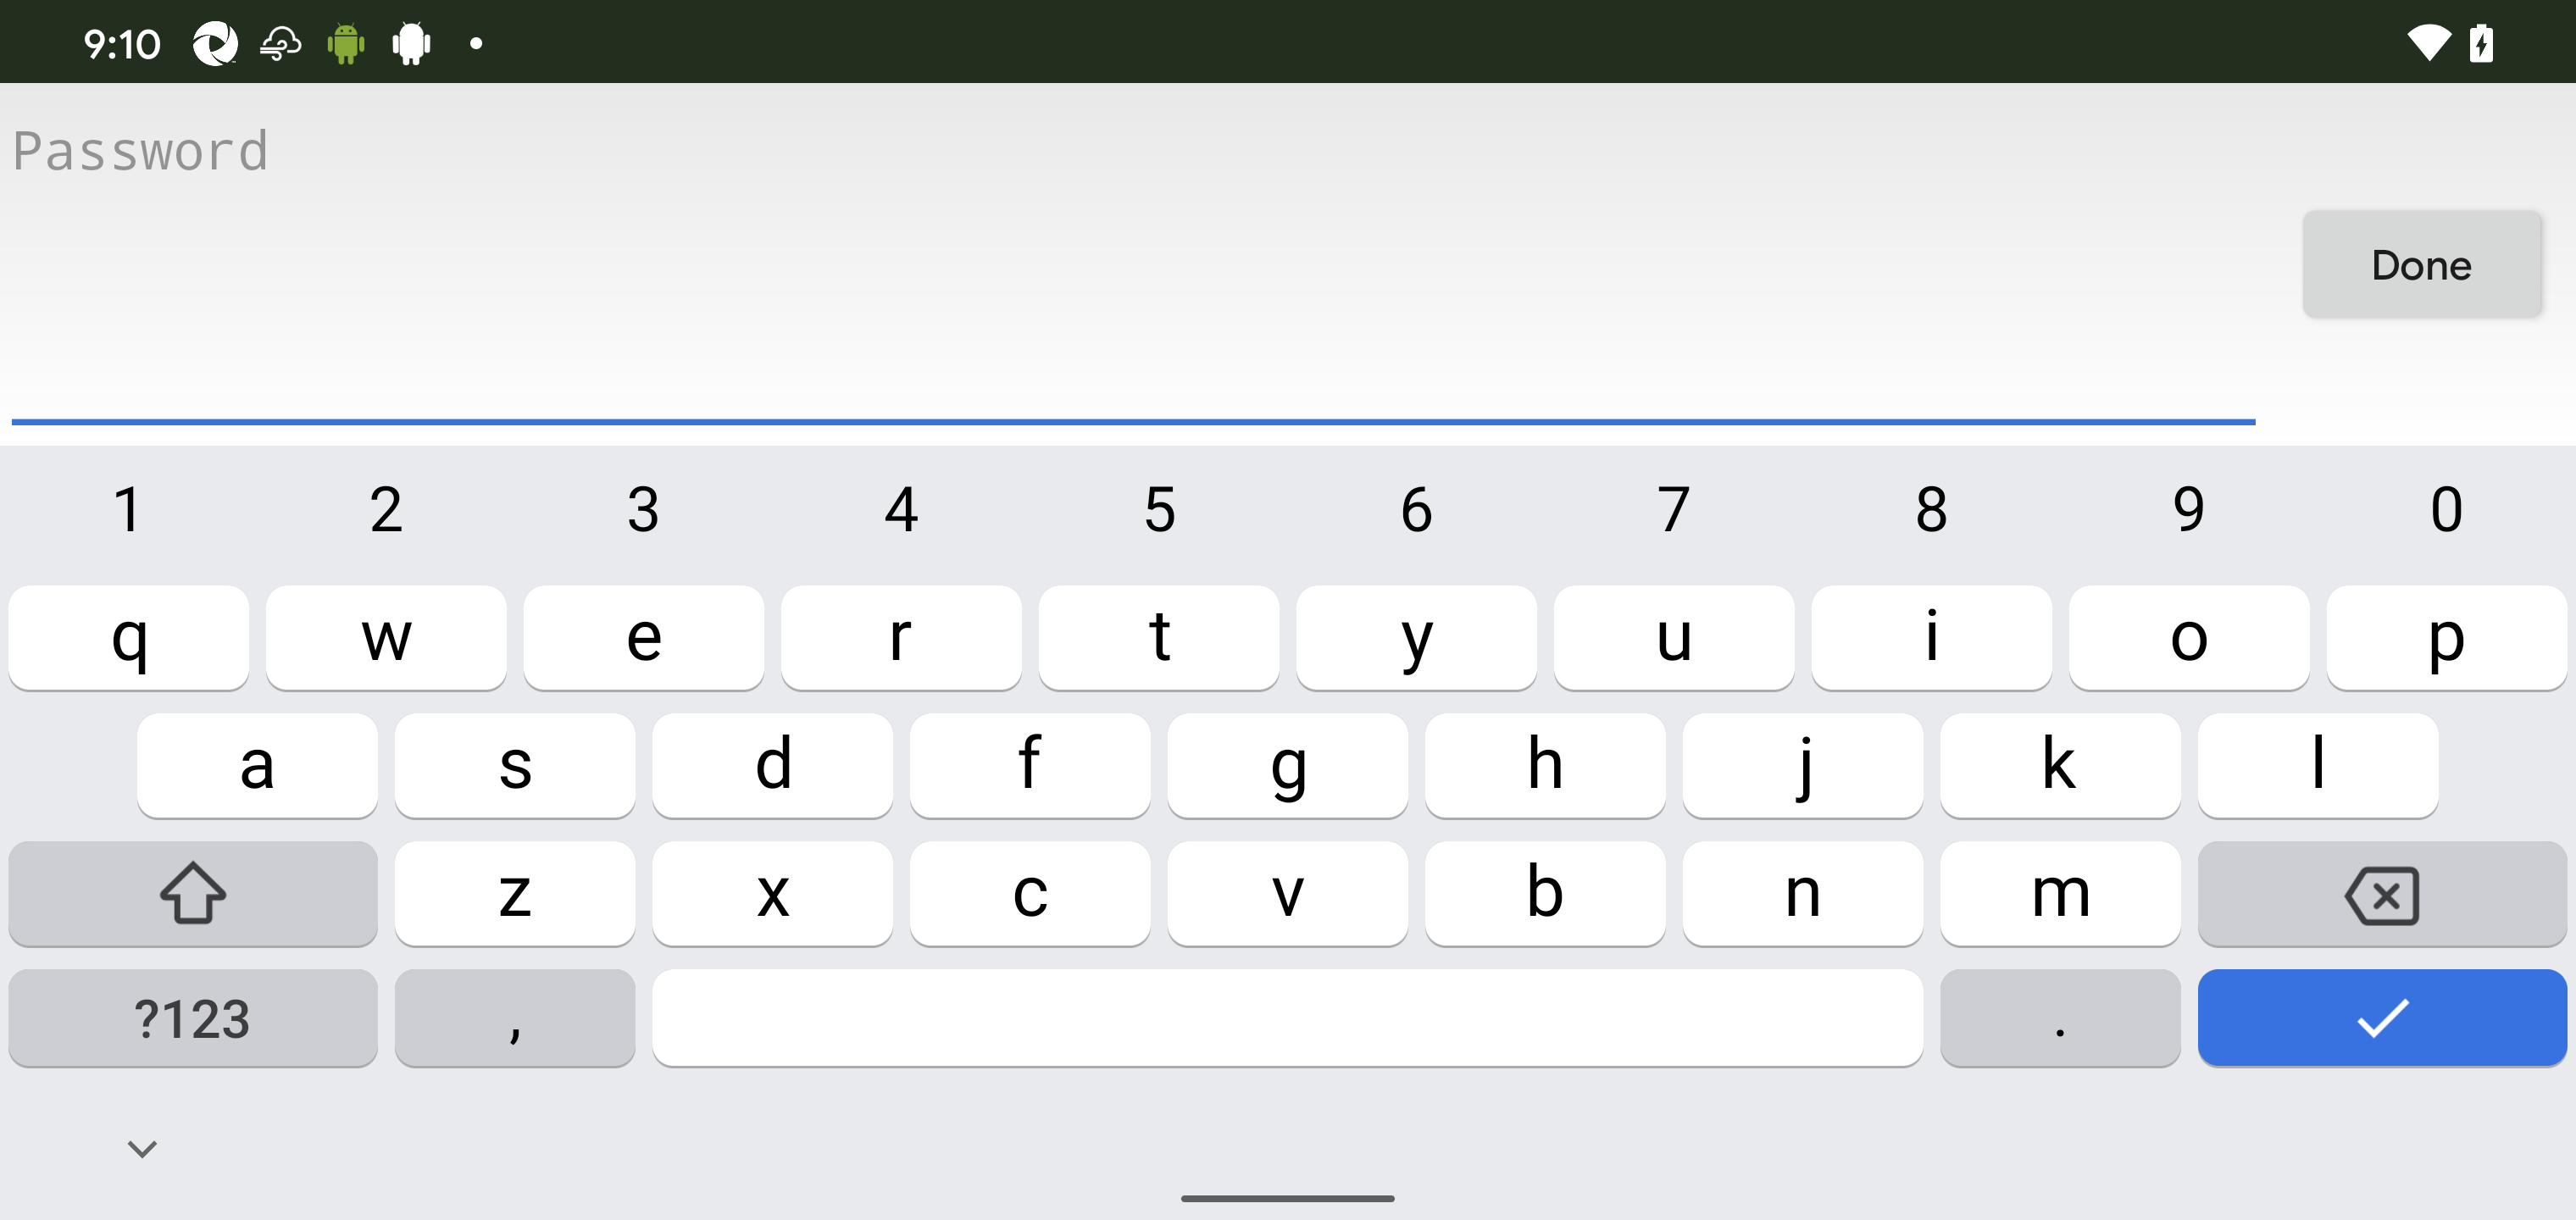 9:10
Password
Done
1 2 3 4 5 6 7 8 9 0
q w e r t y u i o p
a s d f g h j k l
z x c v b n m
?123 , .